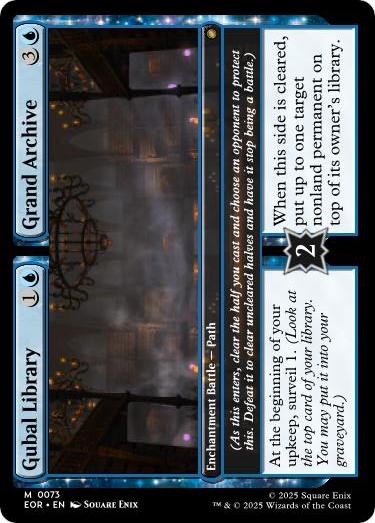 Gubal Library
1
Grand Archive
3
Enchantment Battle — Path
(As this enters, clear the half you cast and choose an opponent to protect
this. Defeat it to clear uncleared halves and have it stop being a battle.)
At the beginning of your
upkeep, surveil 1. (Look at
the top card of your library.
You may put it into your
graveyard.)
2
When this side is cleared,
put up to one target
nonland permanent on
top of its owner's library.
M 0073
EOR • EN SQUARE ENIX
© 2025 Square Enix
™ & © 2025 Wizards of the Coast